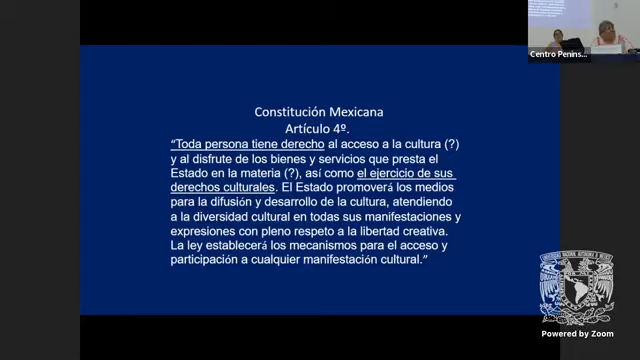 Constitución Mexicana
Artículo 4º.
"Toda persona tiene derecho al acceso a la cultura (?)
y al disfrute de los bienes y servicios que presta el
Estado en la materia (?), así como el ejercicio de sus
derechos culturales. El Estado promoverá los medios
para la difusión y desarrollo de la cultura, atendiendo
a la diversidad cultural en todas sus manifestaciones y
expresiones con pleno respeto a la libertad creativa.
La ley establecerá los mecanismos para el acceso y
participación a cualquier manifestación cultural."
Centro Penins...
Powered by Zoom